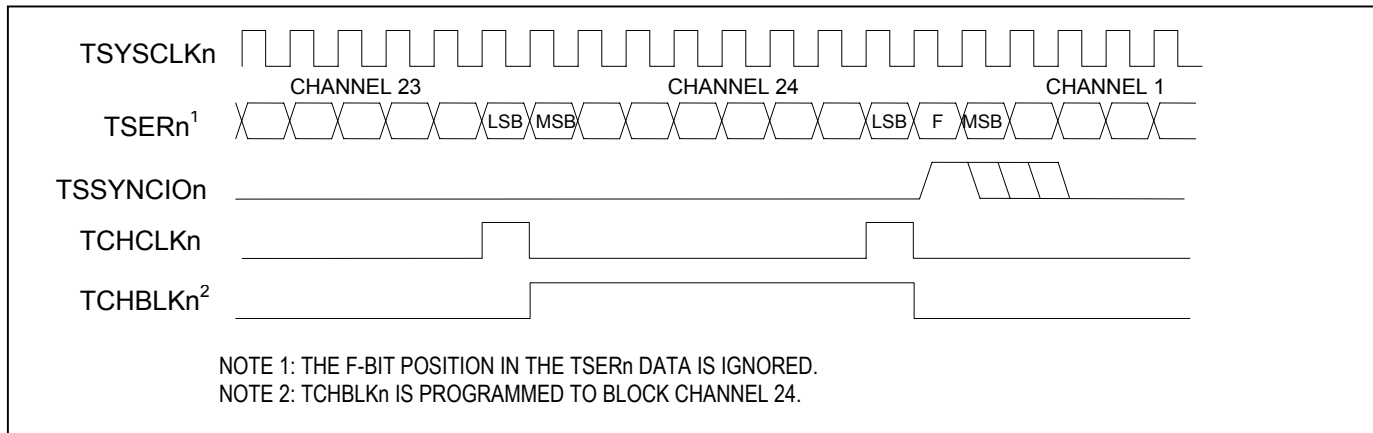 TSYSCLKn
CHANNEL 23 CHANNEL 24 CHANNEL 1
TSERn1 LSB MSB LSB F MSB
TSSYNCIOn
TCHCLKn
TCHBLKn2
NOTE 1: THE F-BIT POSITION IN THE TSERn DATA IS IGNORED.
NOTE 2: TCHBLKn IS PROGRAMMED TO BLOCK CHANNEL 24.